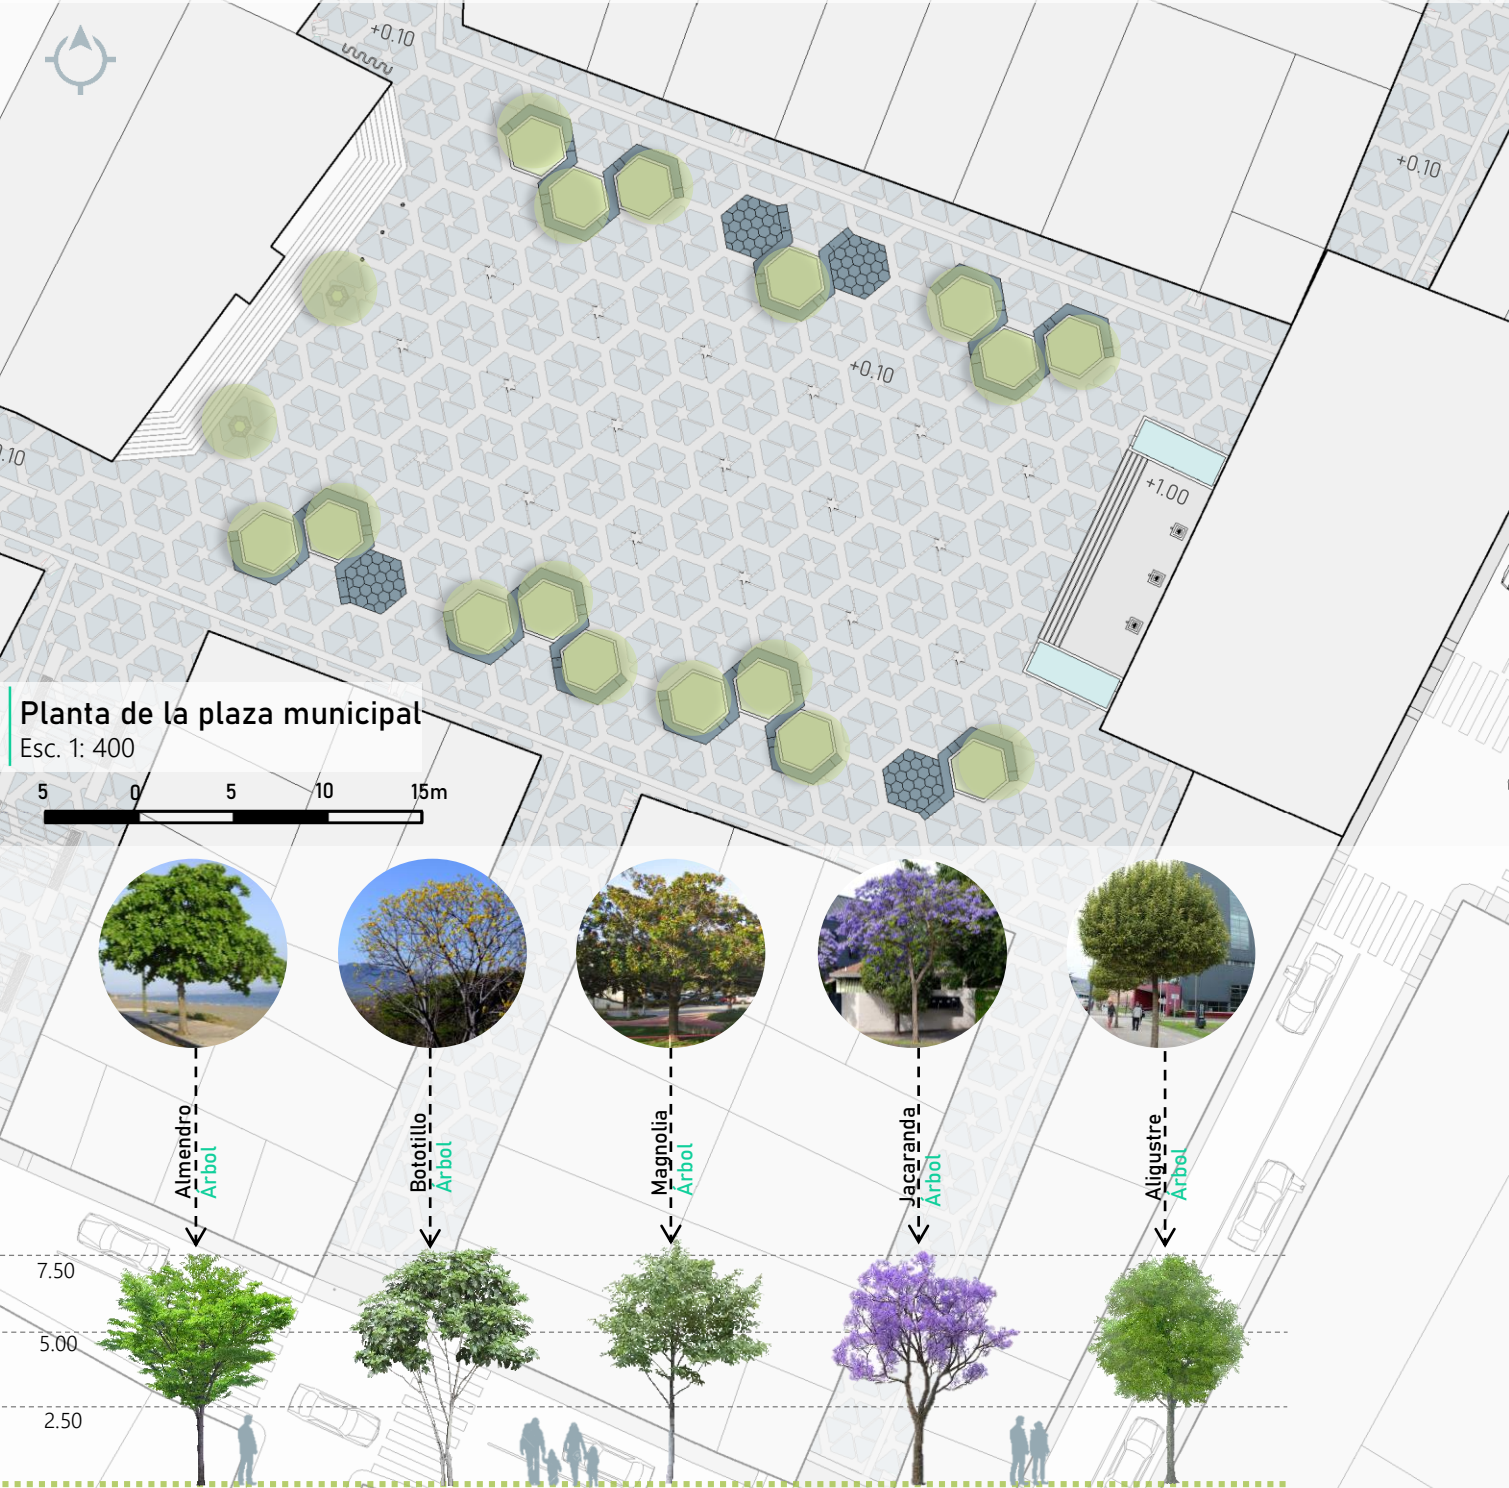 +0.10
+0.10
+0.10
.10
+1.00
Planta de la plaza municipal
Esc. 1: 400
5 0 5 10 15m
Almendro
Árbol
Bototillo
Árbol
Magnolia
Árbol
Jacaranda
Árbol
Aligustre
Árbol
7.50
5.00
2.50